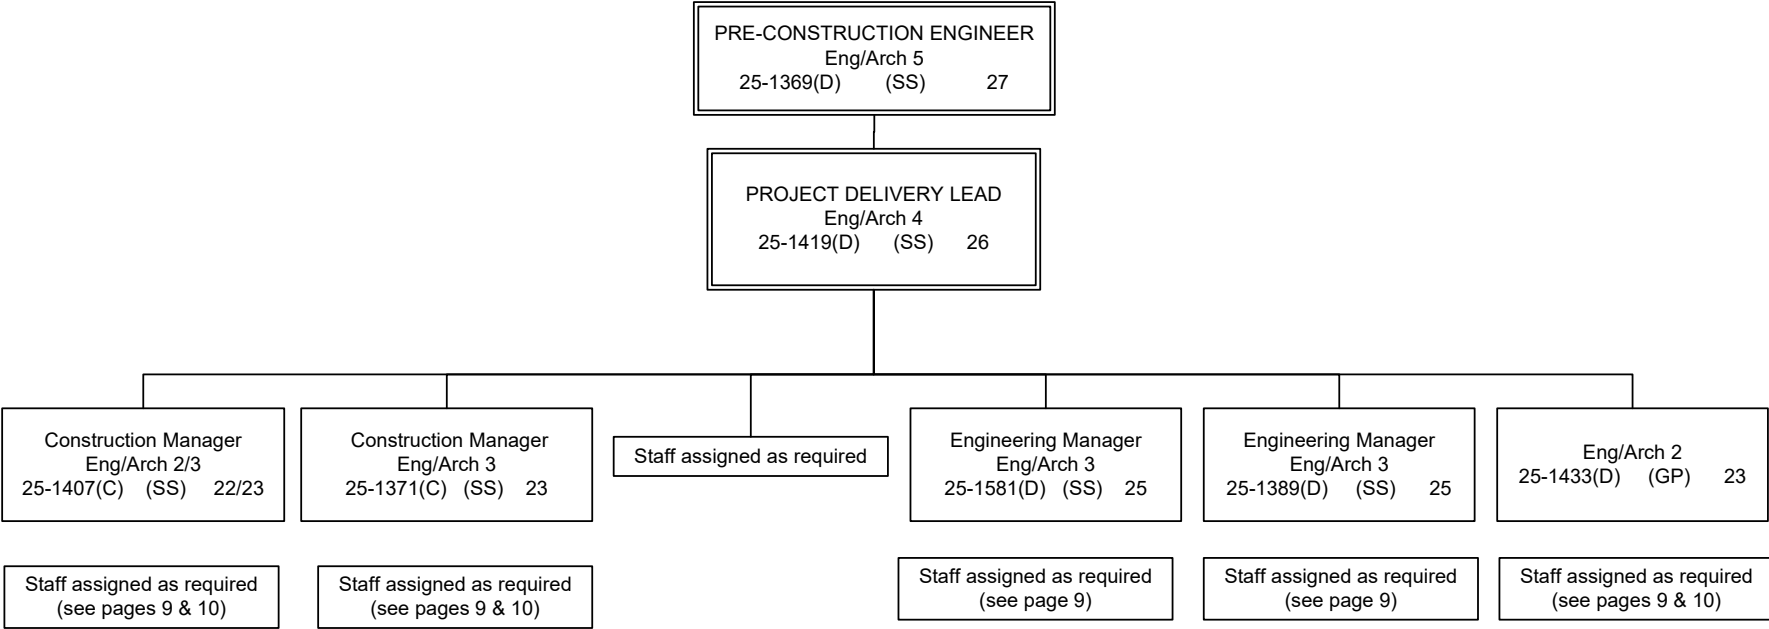 PRE-CONSTRUCTION ENGINEER
Eng/Arch 5
25-1369(D) (SS) 27
PROJECT DELIVERY LEAD
Eng/Arch 4
25-1419(D) (SS) 26
Construction Manager
Eng/Arch 2/3
25-1407(C) (SS) 22/23
Construction Manager
Eng/Arch 3
25-1371(C) (SS) 23
Staff assigned as required
Engineering Manager
Eng/Arch 3
25-1581(D) (SS) 25
Engineering Manager
Eng/Arch 3
25-1389(D) (SS) 25
Eng/Arch 2
25-1433(D) (GP) 23
Staff assigned as required
(see pages 9 & 10)
Staff assigned as required
(see pages 9 & 10)
Staff assigned as required
(see page 9)
Staff assigned as required
(see page 9)
Staff assigned as required
(see pages 9 & 10)